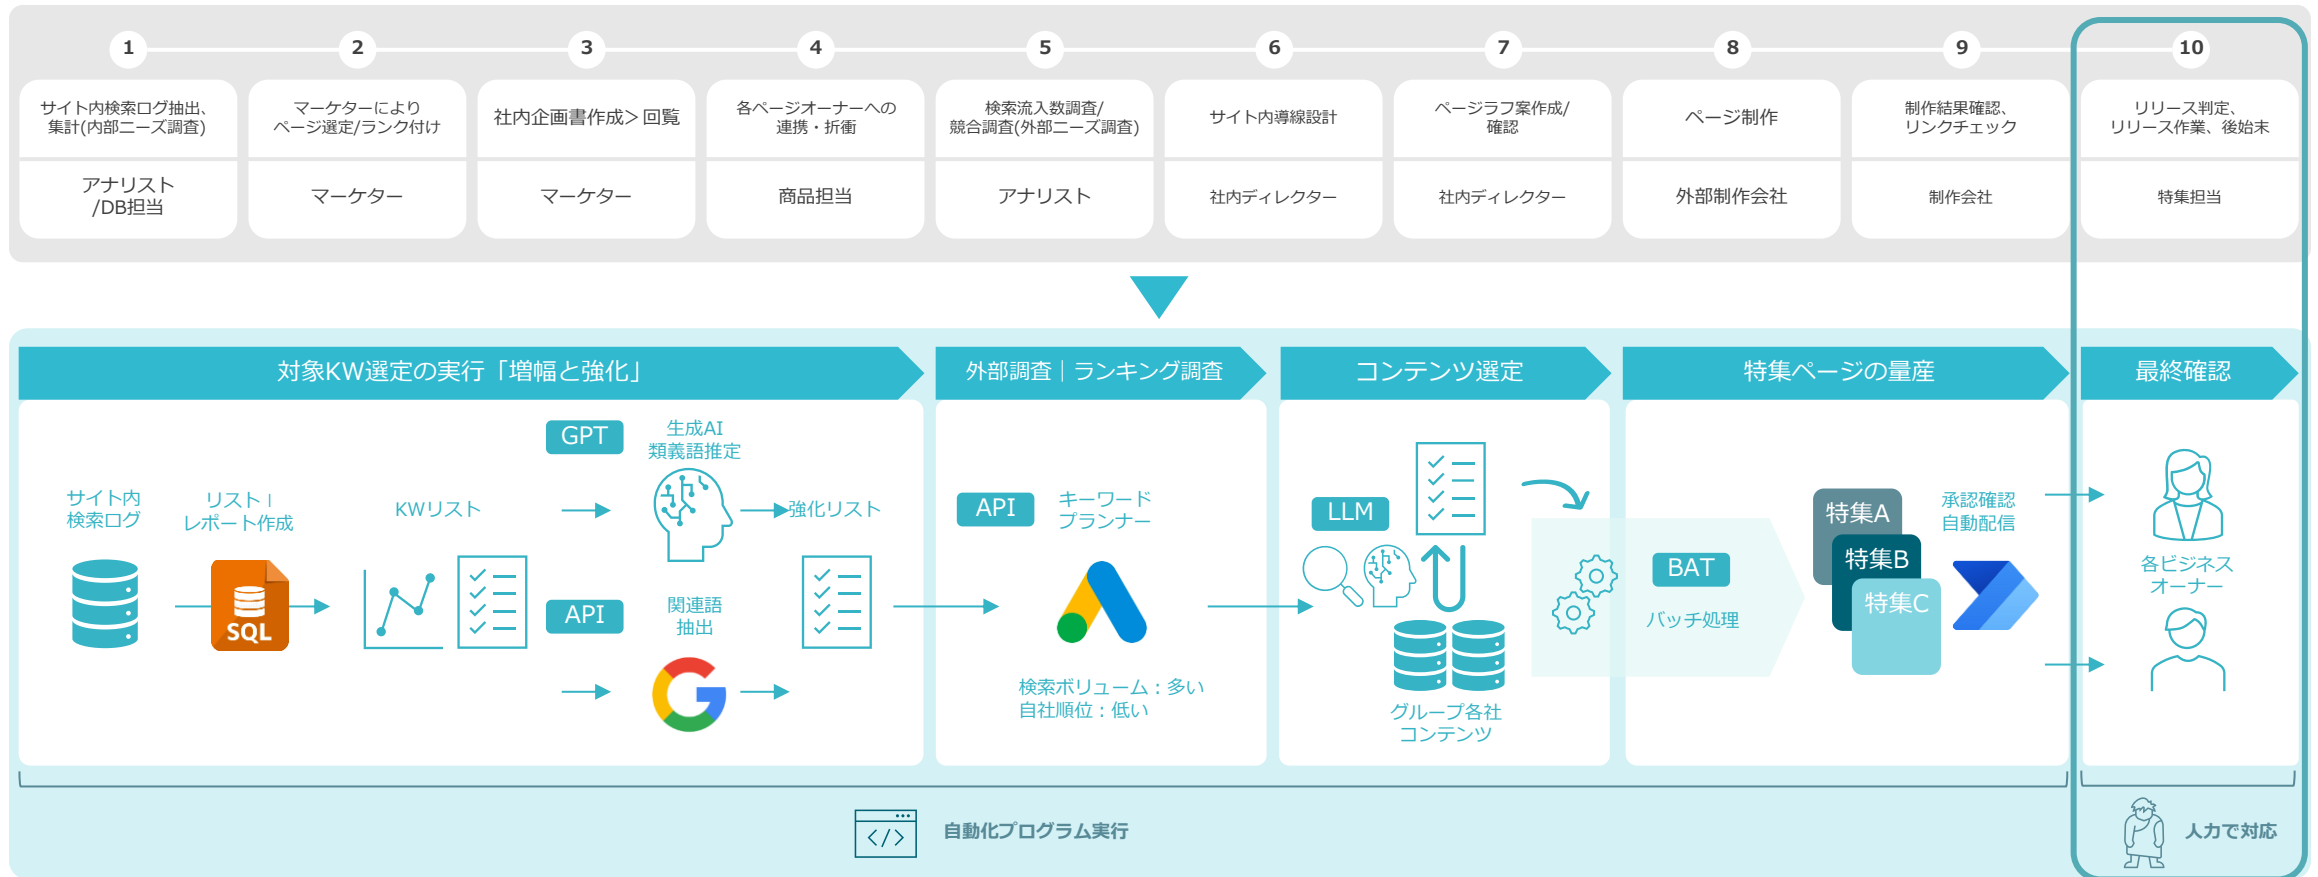 1
2
3
4
5
6
7
8
9
10
サイト内検索ログ抽出、
集計(内部ニーズ調査)
マーケターにより
ページ選定/ランク付け
社内企画書作成＞回覧
各ページオーナーへの
連携・折衝
検索流入数調査/
競合調査(外部ニーズ調査)
サイト内導線設計
ページラフ案作成/
確認
ページ制作
制作結果確認、
リンクチェック
リリース判定、
リリース作業、後始末
アナリスト
/DB担当
マーケター
マーケター
商品担当
アナリスト
社内ディレクター
社内ディレクター
外部制作会社
制作会社
特集担当
対象KW選定の実行「増幅と強化」
外部調査｜ランキング調査
コンテンツ選定
特集ページの量産
最終確認
サイト内
検索ログ
リスト｜
レポート作成
SQL
KWリスト
GPT
生成AI
類義語推定
API
関連語
抽出
強化リスト
API
キーワード
プランナー
検索ボリューム：多い
自社順位：低い
LLM
グループ各社
コンテンツ
BAT
バッチ処理
特集A
特集B
特集C
承認確認
自動配信
各ビジネス
オーナー
</>
自動化プログラム実行
人力で対応